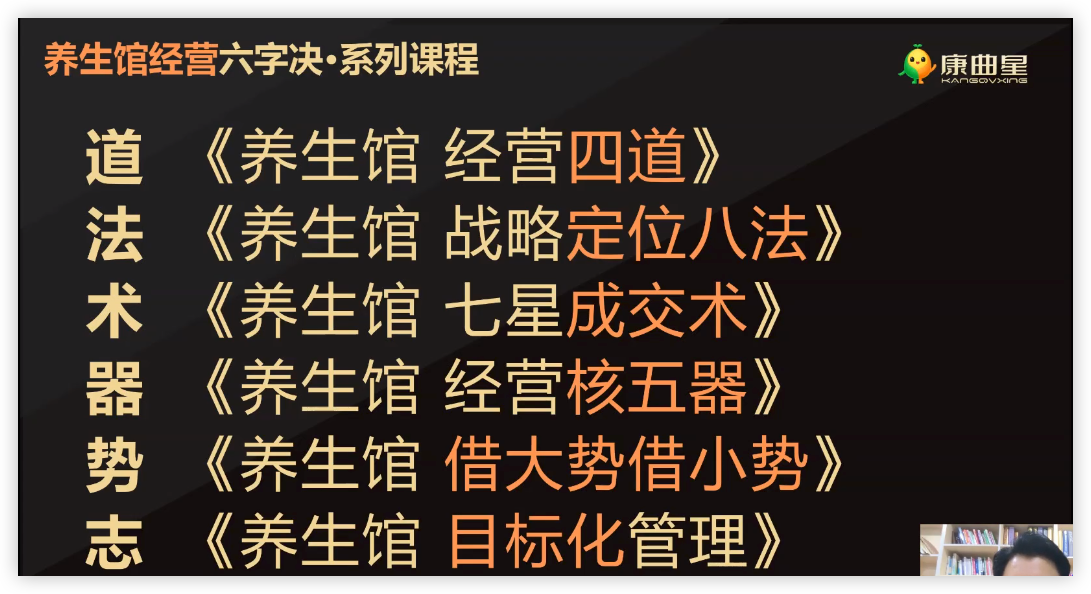 养生馆经营六字决·系列课程
康曲星
KANGQVXING
道 《养生馆 经营四道》
法 《养生馆 战略定位八法》
术 《养生馆 七星成交术》
器 《养生馆 经营核五器》
势 《养生馆 借大势借小势》
志 《养生馆 目标化管理》